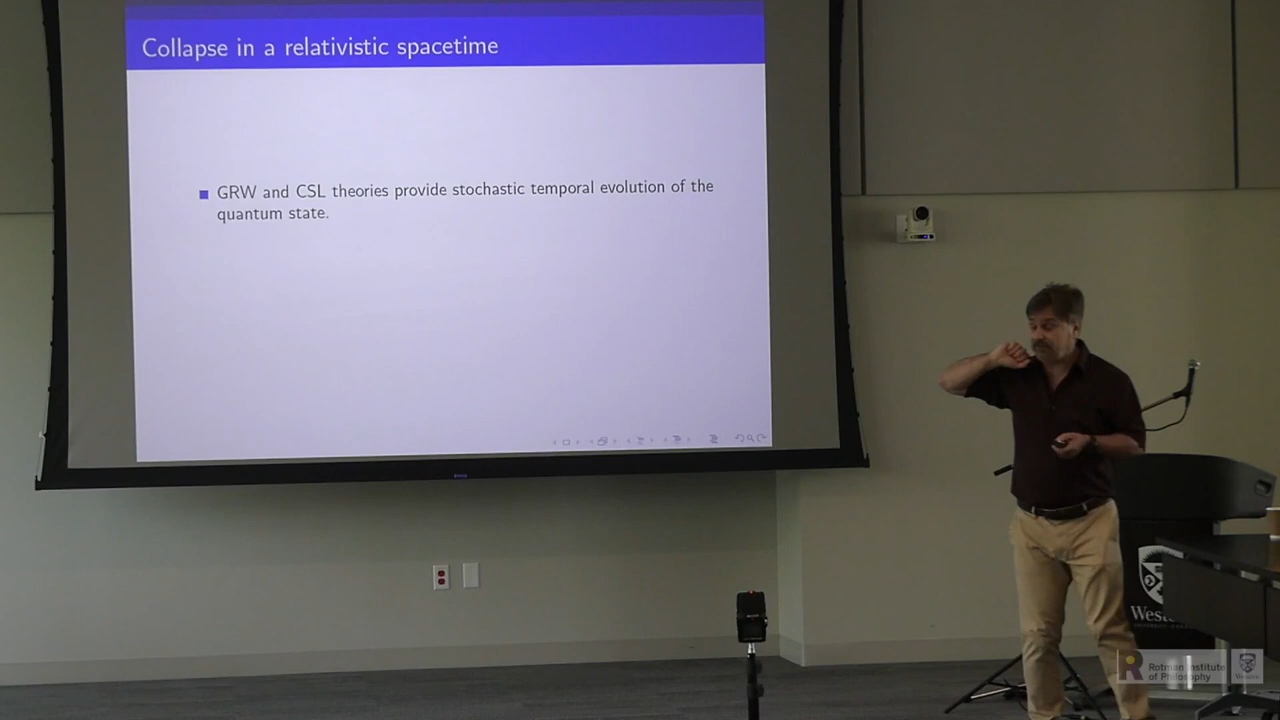 Collapse in a relativistic spacetime
GRW and CSL theories provide stochastic temporal evolution of the
quantum state.
Rotman Institute
of Philosophy